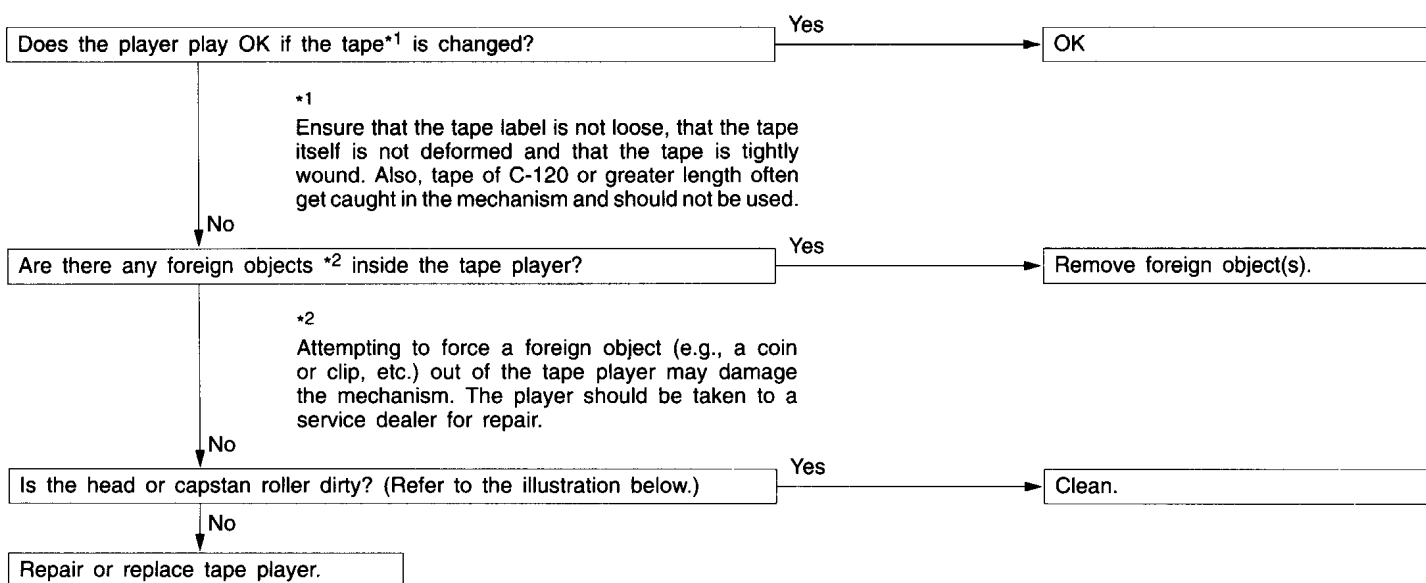 Does the player play OK if the tape*1 is changed?
Yes
OK
*1
Ensure that the tape label is not loose, that the tape
itself is not deformed and that the tape is tightly
wound. Also, tape of C-120 or greater length often
get caught in the mechanism and should not be used.
No
Are there any foreign objects *2 inside the tape player?
Yes
Remove foreign object(s).
*2
Attempting to force a foreign object (e.g., a coin
or clip, etc.) out of the tape player may damage
the mechanism. The player should be taken to a
service dealer for repair.
No
Is the head or capstan roller dirty? (Refer to the illustration below.)
Yes
Clean.
No
Repair or replace tape player.